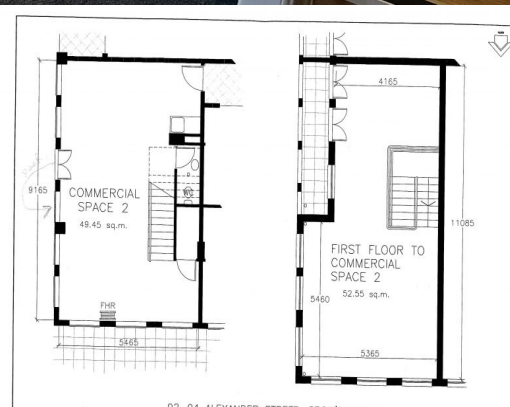 4165
9165
COMMERCIAL
SPACE 2
49.45 sq.m.
WC
11085
FIRST FLOOR TO
COMMERCIAL
SPACE 2
52.55 sq.m.
5460
FHR
5465
5365